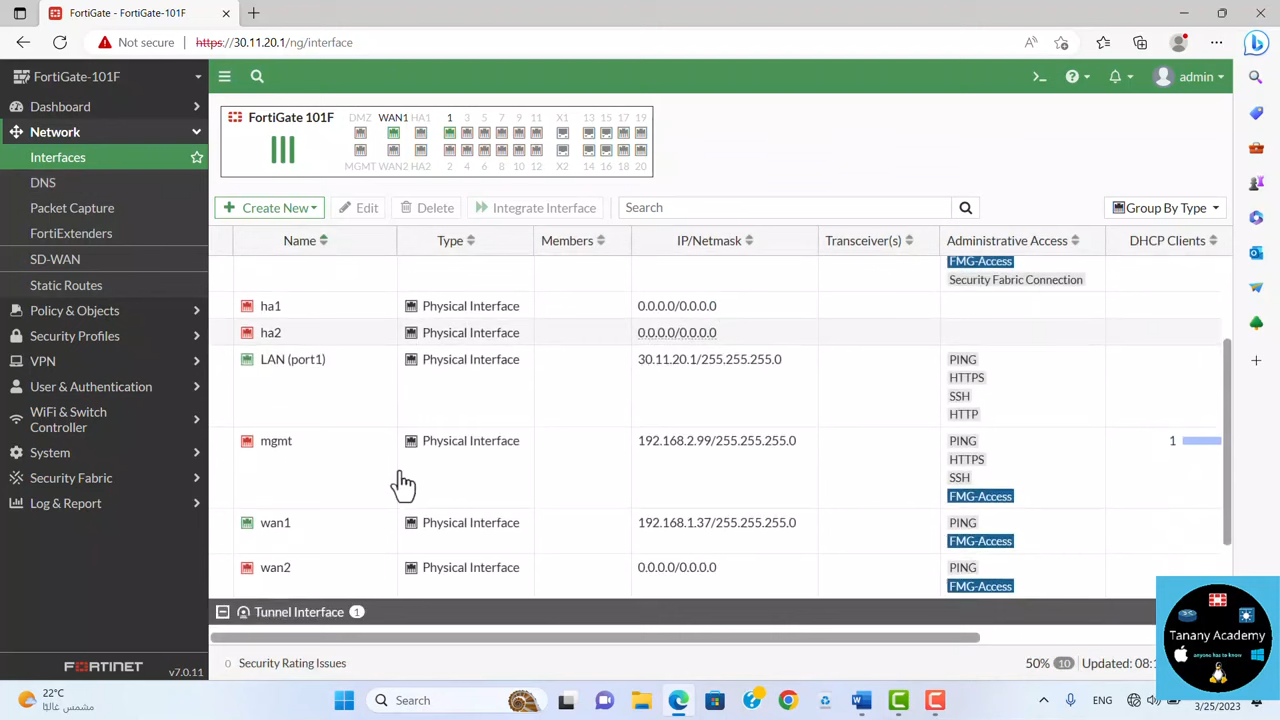 FortiGate - FortiGate-101F
Not secure
https://30.11.20.1/ng/interface
FortiGate-101F
admin
Dashboard
Network
Interfaces
DNS
Packet Capture
FortiExtenders
SD-WAN
Static Routes
Policy & Objects
Security Profiles
VPN
User & Authentication
WiFi & Switch
Controller
System
Security Fabric
Log & Report
FORTINET
v7.0.11
FortiGate 101F
DMZ WAN1 HA1 1 3 5 7 9 11 X1 13 15 17 19
MGMT WAN2 HA2 2 4 6 8 10 12 X2 14 16 18 20
Create New
Edit
Delete
Integrate Interface
Search
Group By Type
Name Type Members IP/Netmask Transceiver(s) Administrative Access DHCP Clients
FMG-Access
Security Fabric Connection
ha1 Physical Interface 0.0.0.0/0.0.0.0
ha2 Physical Interface 0.0.0.0/0.0.0.0
LAN (port1) Physical Interface 30.11.20.1/255.255.255.0 PING
HTTPS
SSH
HTTP
mgmt Physical Interface 192.168.2.99/255.255.255.0 PING 1
HTTPS
SSH
FMG-Access
wan1 Physical Interface 192.168.1.37/255.255.255.0 PING
FMG-Access
wan2 Physical Interface 0.0.0.0/0.0.0.0 PING
FMG-Access
Tunnel Interface 1
0 Security Rating Issues
50% 10 Updated: 08:1
Tanany Academy
anyone has to know
22°C
مشمس غالبًا
Search
ENG
3/25/2023